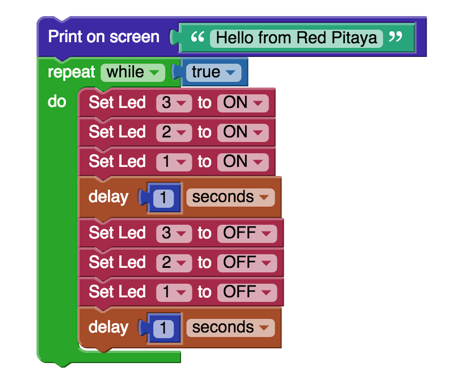 Print on screen “ Hello from Red Pitaya ”
repeat while true
do Set Led 3 to ON
Set Led 2 to ON
Set Led 1 to ON
delay 1 seconds
Set Led 3 to OFF
Set Led 2 to OFF
Set Led 1 to OFF
delay 1 seconds